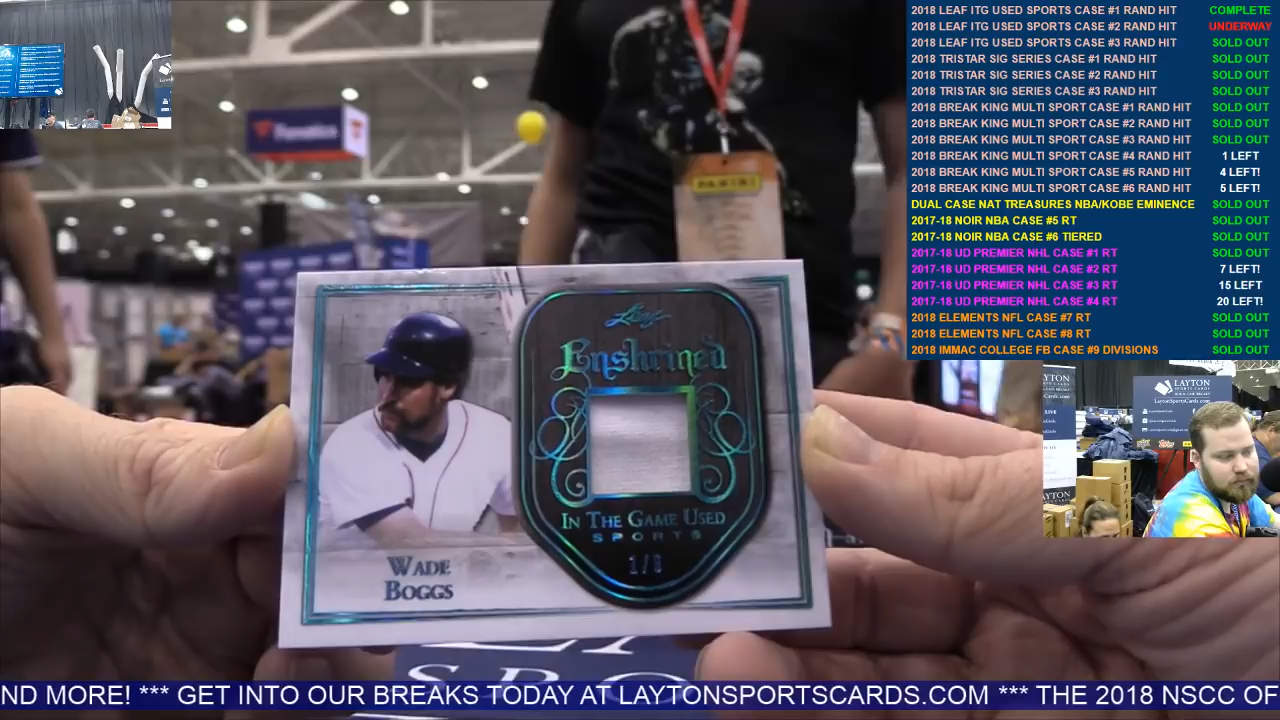 2018 LEAF ITG USED SPORTS CASE #1 RAND HIT COMPLETE
2018 LEAF ITG USED SPORTS CASE #2 RAND HIT UNDERWAY
2018 LEAF ITG USED SPORTS CASE #3 RAND HIT SOLD OUT
2018 TRISTAR SIG SERIES CASE #1 RAND HIT SOLD OUT
2018 TRISTAR SIG SERIES CASE #2 RAND HIT SOLD OUT
2018 TRISTAR SIG SERIES CASE #3 RAND HIT SOLD OUT
2018 BREAK KING MULTI SPORT CASE #1 RAND HIT SOLD OUT
2018 BREAK KING MULTI SPORT CASE #2 RAND HIT SOLD OUT
2018 BREAK KING MULTI SPORT CASE #3 RAND HIT SOLD OUT
2018 BREAK KING MULTI SPORT CASE #4 RAND HIT 1 LEFT
2018 BREAK KING MULTI SPORT CASE #5 RAND HIT 4 LEFT!
2018 BREAK KING MULTI SPORT CASE #6 RAND HIT 5 LEFT!
DUAL CASE NAT TREASURES NBA/KOBE EMINENCE SOLD OUT
2017-18 NOIR NBA CASE #5 RT SOLD OUT
2017-18 NOIR NBA CASE #6 TIERED SOLD OUT
2017-18 UD PREMIER NHL CASE #1 RT SOLD OUT
2017-18 UD PREMIER NHL CASE #2 RT 7 LEFT!
2017-18 UD PREMIER NHL CASE #3 RT 15 LEFT
2017-18 UD PREMIER NHL CASE #4 RT 20 LEFT!
2018 ELEMENTS NFL CASE #7 RT SOLD OUT
2018 ELEMENTS NFL CASE #8 RT SOLD OUT
2018 IMMAC COLLEGE FB CASE #9 DIVISIONS SOLD OUT
Fanatics
PANINI
Leaf
Enshrined
IN THE GAME USED
SPORTS
WADE
BOGGS
LAYTON
SPORTS CARDS
LAYTON
SPORTS CARDS
LaytonSportsCards.com
LAYTON
ND MORE! *** GET INTO OUR BREAKS TODAY AT LAYTONSPORTSCARDS.COM *** THE 2018 NSCC OF